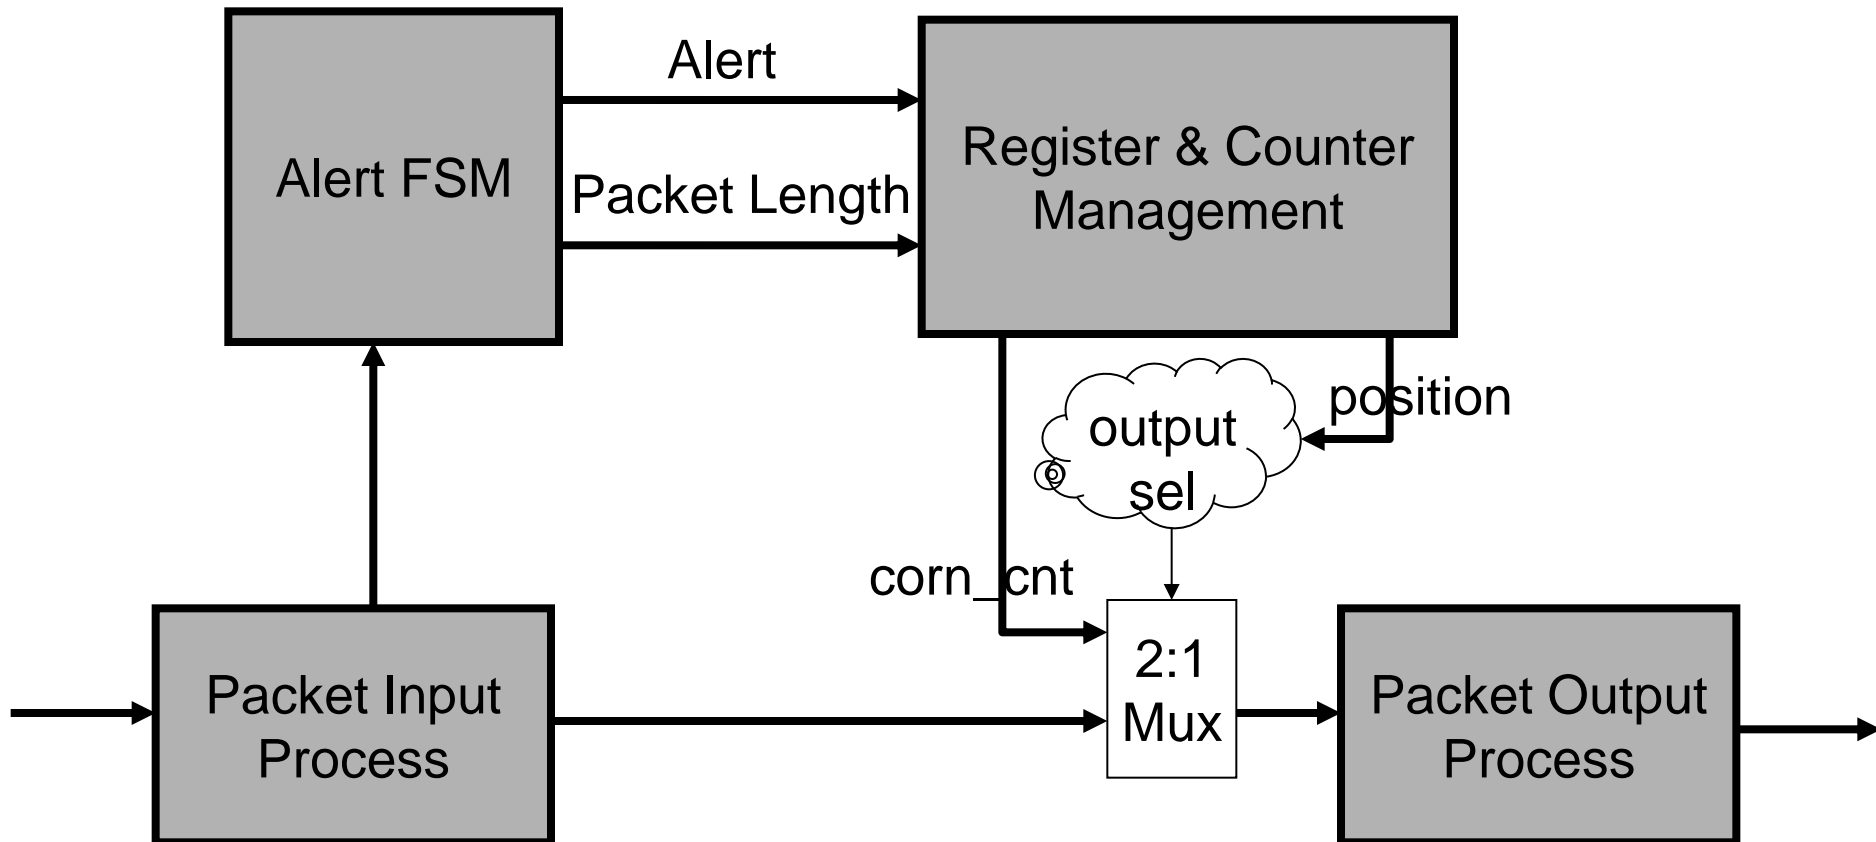 Alert
Alert FSM
Packet Length
Register & Counter
Management
position
output
sel
corn_cnt
2:1
Mux
Packet Input
Process
Packet Output
Process